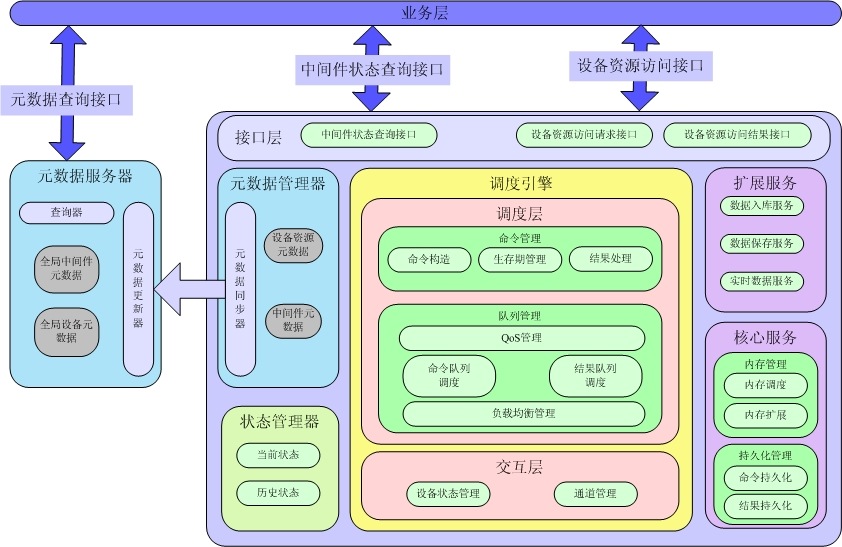 业务层
元数据查询接口
中间件状态查询接口
设备资源访问接口
接口层
中间件状态查询接口
设备资源访问请求接口
设备资源访问结果接口
元数据服务器
查询器
全局中间件
元数据
全局设备元
数据
元数据更新器
元数据管理器
元数据同步器
设备资源
元数据
中间件元
数据
状态管理器
当前状态
历史状态
调度引擎
调度层
命令管理
命令构造
生存期管理
结果处理
队列管理
QoS管理
命令队列
调度
结果队列
调度
负载均衡管理
交互层
设备状态管理
通道管理
扩展服务
数据入库服务
数据保存服务
实时数据服务
核心服务
内存管理
内存调度
内存扩展
持久化管理
命令持久化
结果持久化